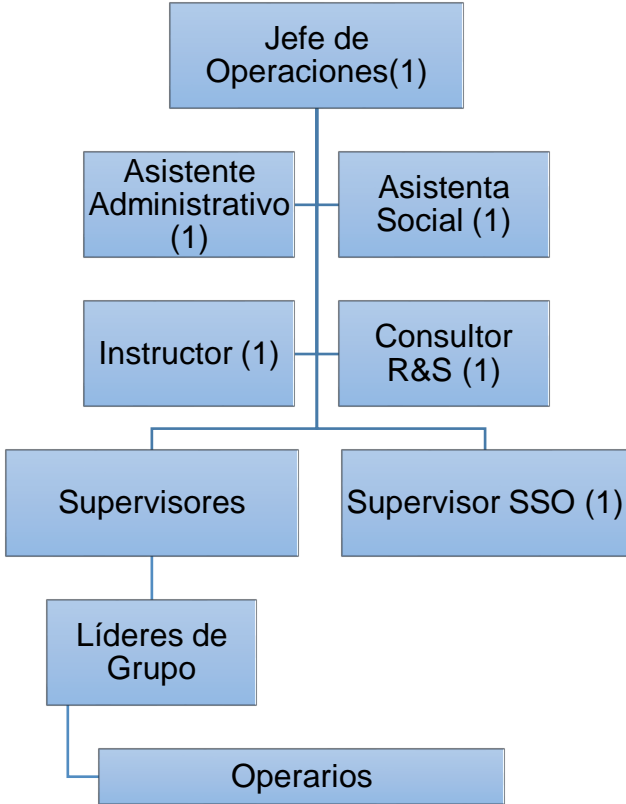 Jefe de
Operaciones(1)
Asistente
Administrativo
(1)
Asistenta
Social (1)
Instructor (1)
Consultor
R&S (1)
Supervisores
Supervisor SSO (1)
Líderes de
Grupo
Operarios